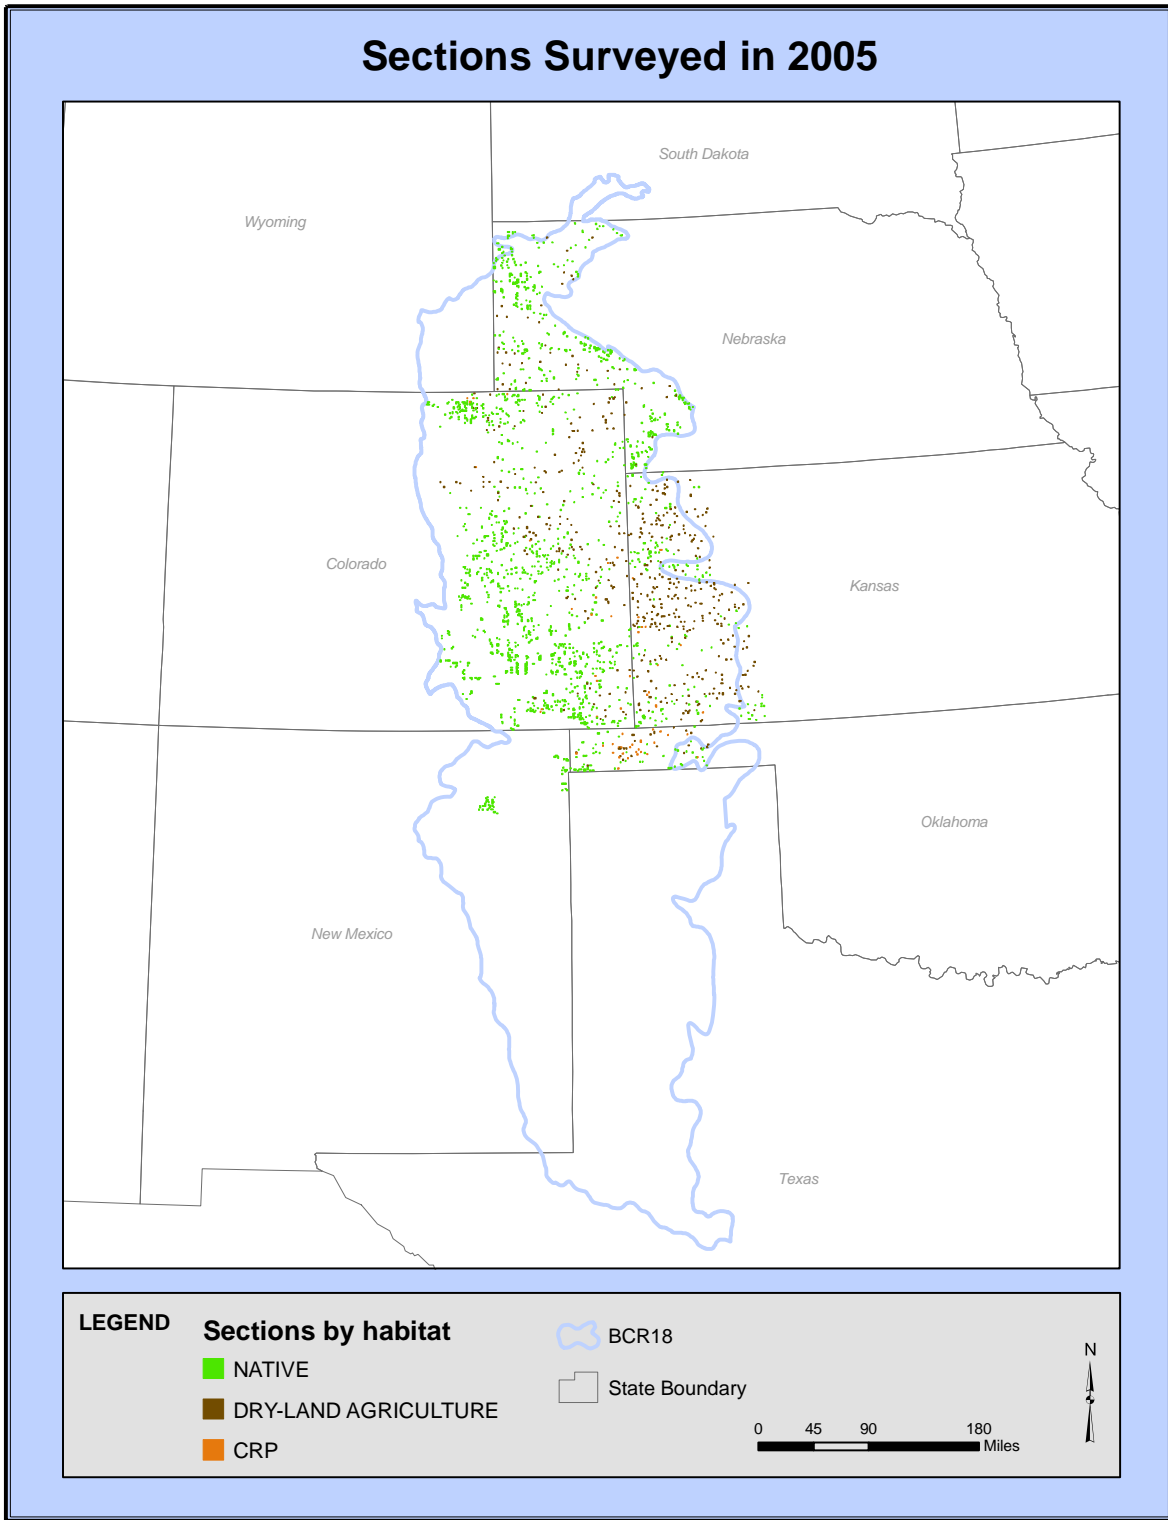 Sections Surveyed in 2005
South Dakota
Wyoming
Nebraska
Colorado
Kansas
Oklahoma
New Mexico
Texas
LEGEND
Sections by habitat
NATIVE
DRY-LAND AGRICULTURE
CRP
BCR18
State Boundary
N
0 45 90 180
Miles